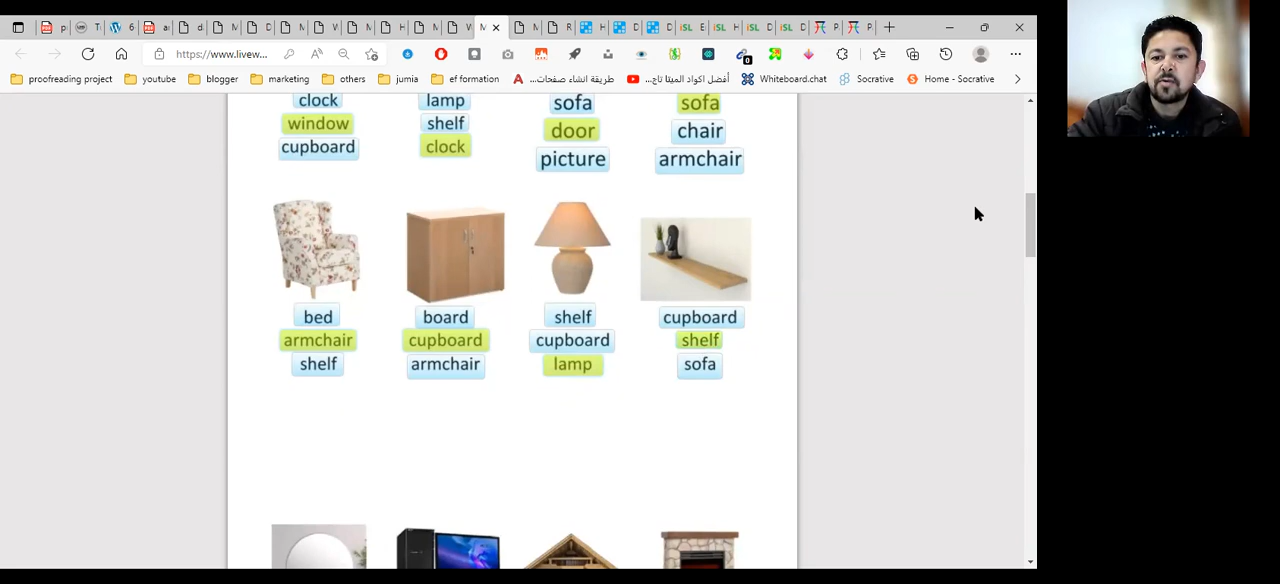 https://www.livew...
proofreading project youtube blogger marketing others jumia ef formation طريقة انشاء صفحات... أفضل اكواد الميتا تاج... Whiteboard.chat Socrative Home - Socrative
clock lamp sofa sofa
window shelf door chair
cupboard clock picture armchair
bed board shelf cupboard
armchair cupboard cupboard shelf
shelf armchair lamp sofa